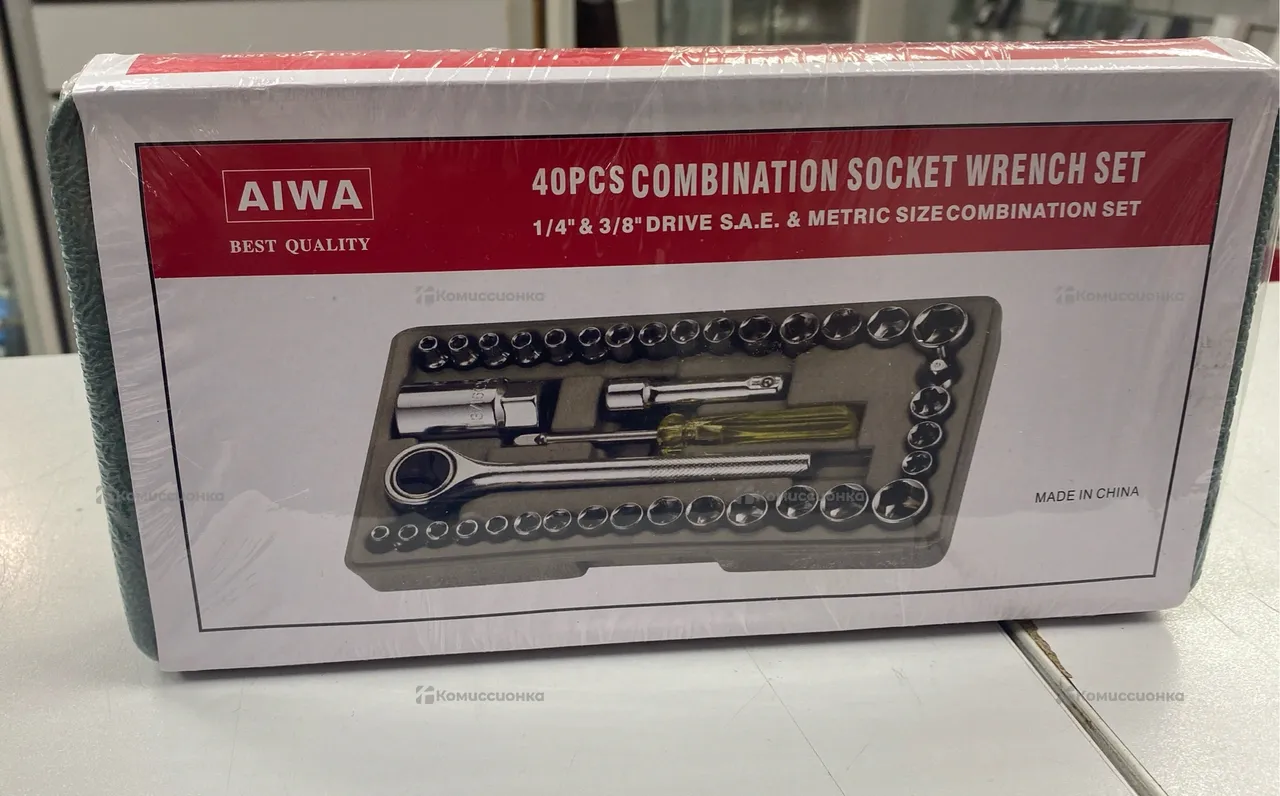 AIWA
BEST QUALITY
40PCS COMBINATION SOCKET WRENCH SET
1/4" & 3/8" DRIVE S.A.E. & METRIC SIZE COMBINATION SET
Комиссионка
Комиссионка
Комиссионка
Комиссионка
MADE IN CHINA
Комиссионка
Комиссионка